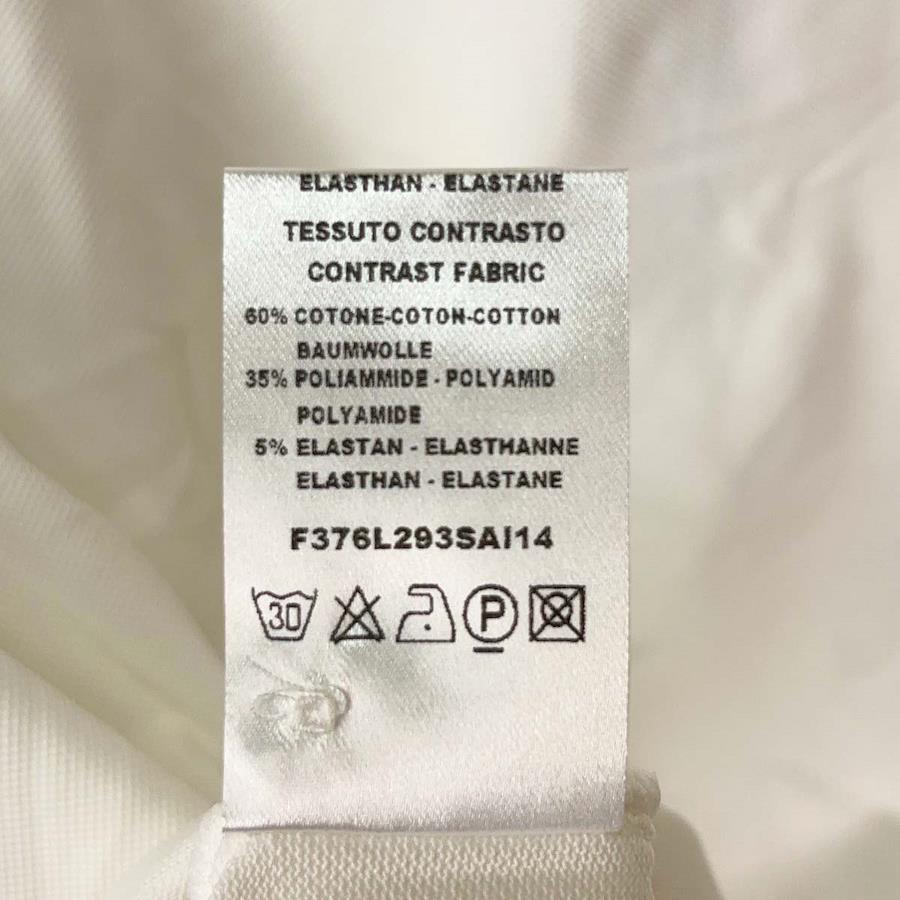 ELASTHAN - ELASTANE
TESSUTO CONTRASTO
CONTRAST FABRIC
60% COTONE-COTON-COTTON
BAUMWOLLE
35% POLIAMMIDE - POLYAMID
POLYAMIDE
5% ELASTAN - ELASTHANNE
ELASTHAN - ELASTANE
F376L293SAI14
30 P